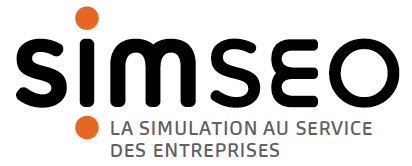 simSEO
LA SIMULATION AU SERVICE
DES ENTREPRISES